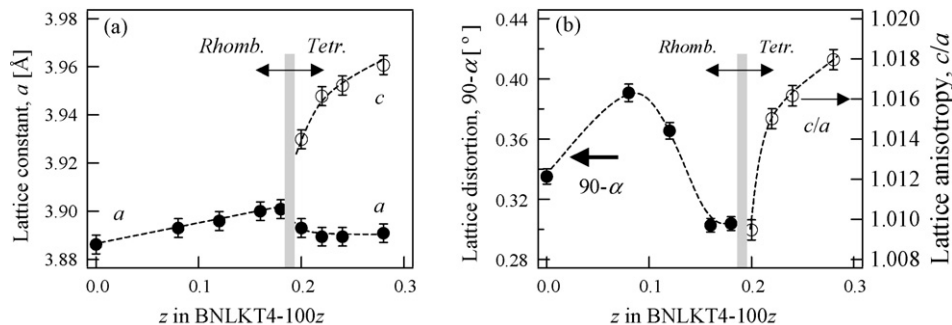 (a)
Rhomb. Tetr.
c
a
a
Lattice constant, a [Å]
3.98
3.96
3.94
3.92
3.90
3.88
0.0 0.1 0.2 0.3
z in BNLKT4-100z
(b)
Rhomb. Tetr.
c/a
90-α
Lattice distortion, 90-α [ º ]
0.44
0.40
0.36
0.32
0.28
1.020
1.018
1.016
1.014
1.012
1.010
1.008
Lattice anisotropy, c/a
0.0 0.1 0.2 0.3
z in BNLKT4-100z